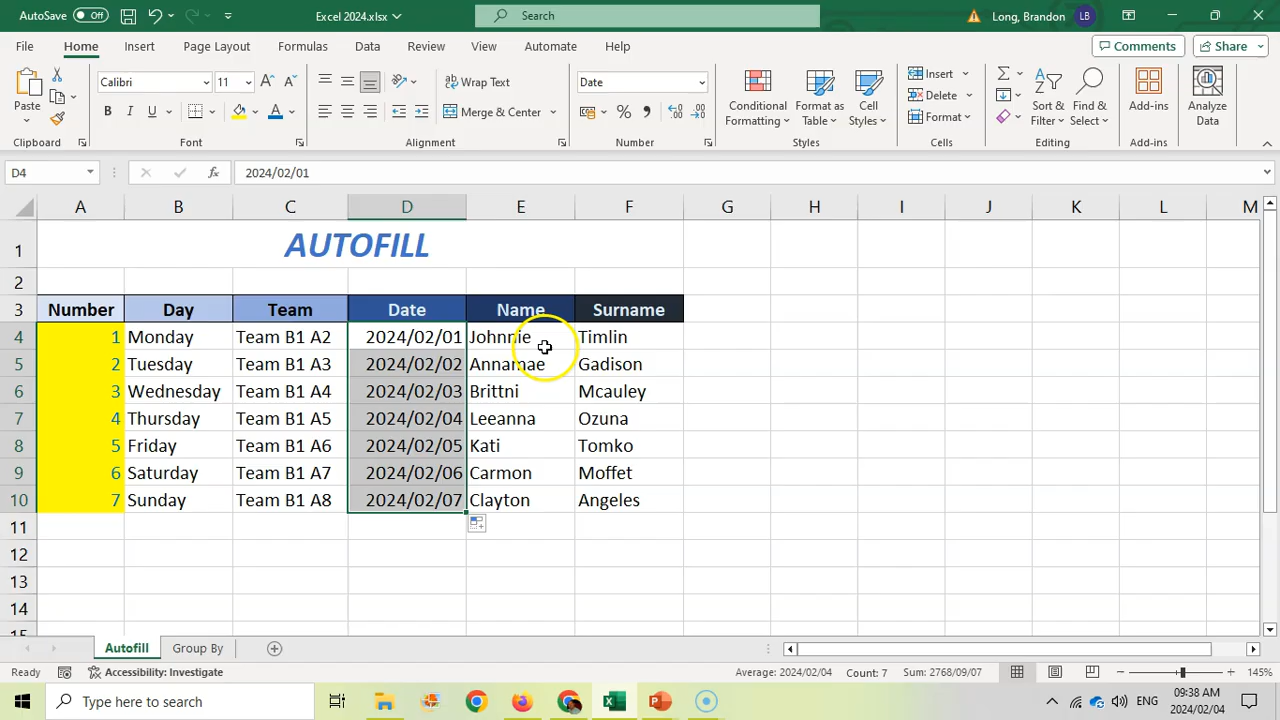 AutoSave Off Excel 2024.xlsx Search Long, Brandon LB
File Home Insert Page Layout Formulas Data Review View Automate Help Comments Share
Paste Calibri 11 Wrap Text Date Conditional Formatting Format as Table Cell Styles Insert Sort & Filter Find & Select Add-ins Analyze Data
B I U A Merge & Center % Delete
Format
Clipboard Font Alignment Number Styles Cells Editing Add-ins
D4 fx 2024/02/01
A B C D E F G H I J K L M
1 AUTOFILL
2
3 Number Day Team Date Name Surname
4 1 Monday Team B1 A2 2024/02/01 Johnnie Timlin
5 2 Tuesday Team B1 A3 2024/02/02 Annamae Gadison
6 3 Wednesday Team B1 A4 2024/02/03 Brittni Mcauley
7 4 Thursday Team B1 A5 2024/02/04 Leeanna Ozuna
8 5 Friday Team B1 A6 2024/02/05 Kati Tomko
9 6 Saturday Team B1 A7 2024/02/06 Carmon Moffet
10 7 Sunday Team B1 A8 2024/02/07 Clayton Angeles
11
12
13
14
15
Autofill Group By
Ready Accessibility: Investigate Average: 2024/02/04 Count: 7 Sum: 2768/09/07 145%
Type here to search ENG 09:38 AM
2024/02/04